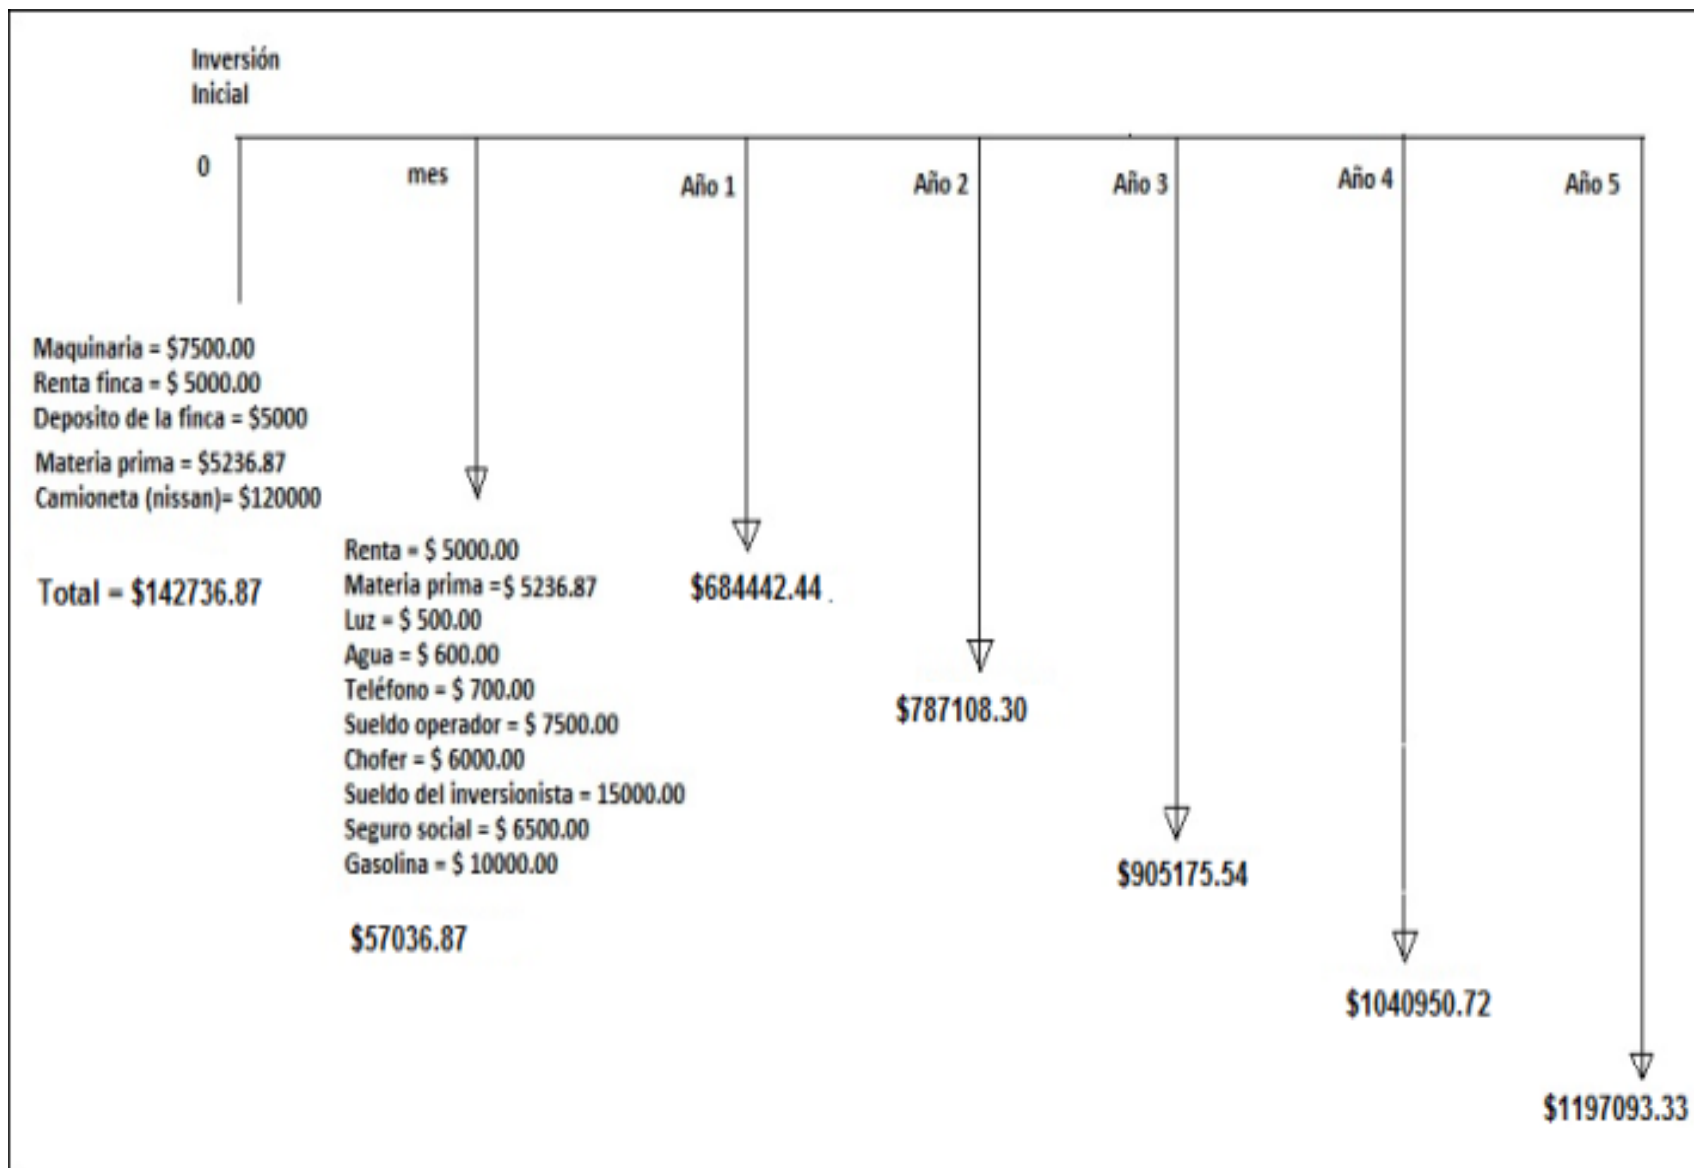 Inversión
Inicial
0
mes
Año 1
Año 2
Año 3
Año 4
Año 5
Maquinaria = $7500.00
Renta finca = $ 5000.00
Deposito de la finca = $5000
Materia prima = $5236.87
Camioneta (nissan)= $120000
Total = $142736.87
Renta = $ 5000.00
Materia prima =$ 5236.87
Luz = $ 500.00
Agua = $ 600.00
Teléfono = $ 700.00
Sueldo operador = $ 7500.00
Chofer = $ 6000.00
Sueldo del inversionista = 15000.00
Seguro social = $ 6500.00
Gasolina = $ 10000.00
$57036.87
$684442.44 .
$787108.30
$905175.54
$1040950.72
$1197093.33